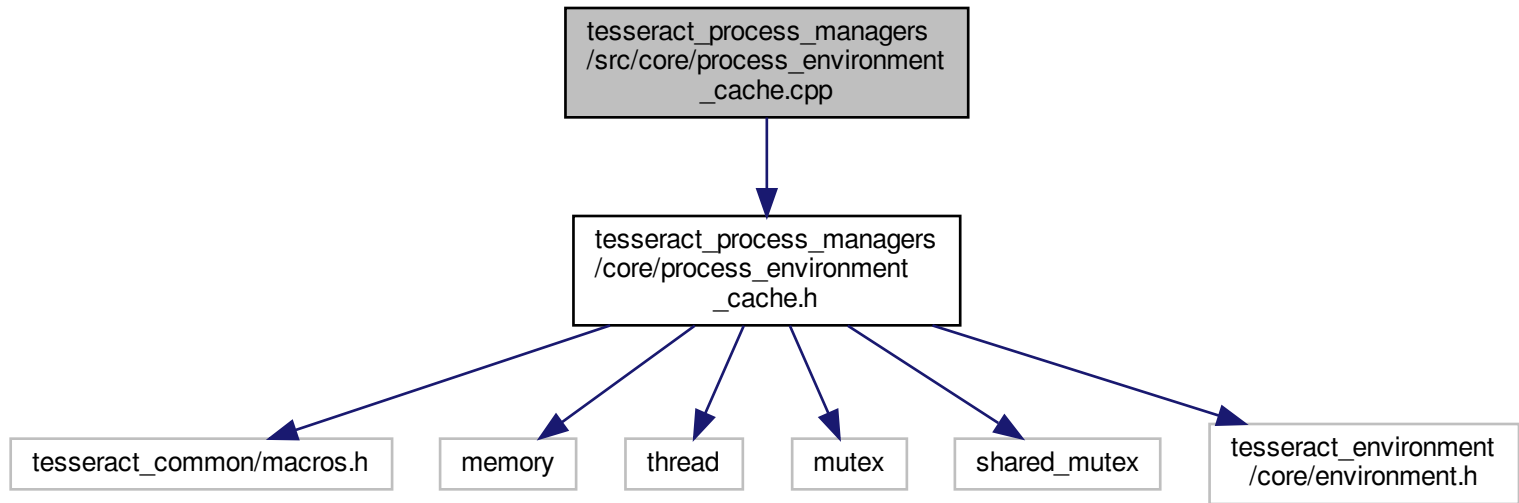 tesseract_process_managers
/src/core/process_environment
_cache.cpp
tesseract_process_managers
/core/process_environment
_cache.h
tesseract_common/macros.h
memory
thread
mutex
shared_mutex
tesseract_environment
/core/environment.h